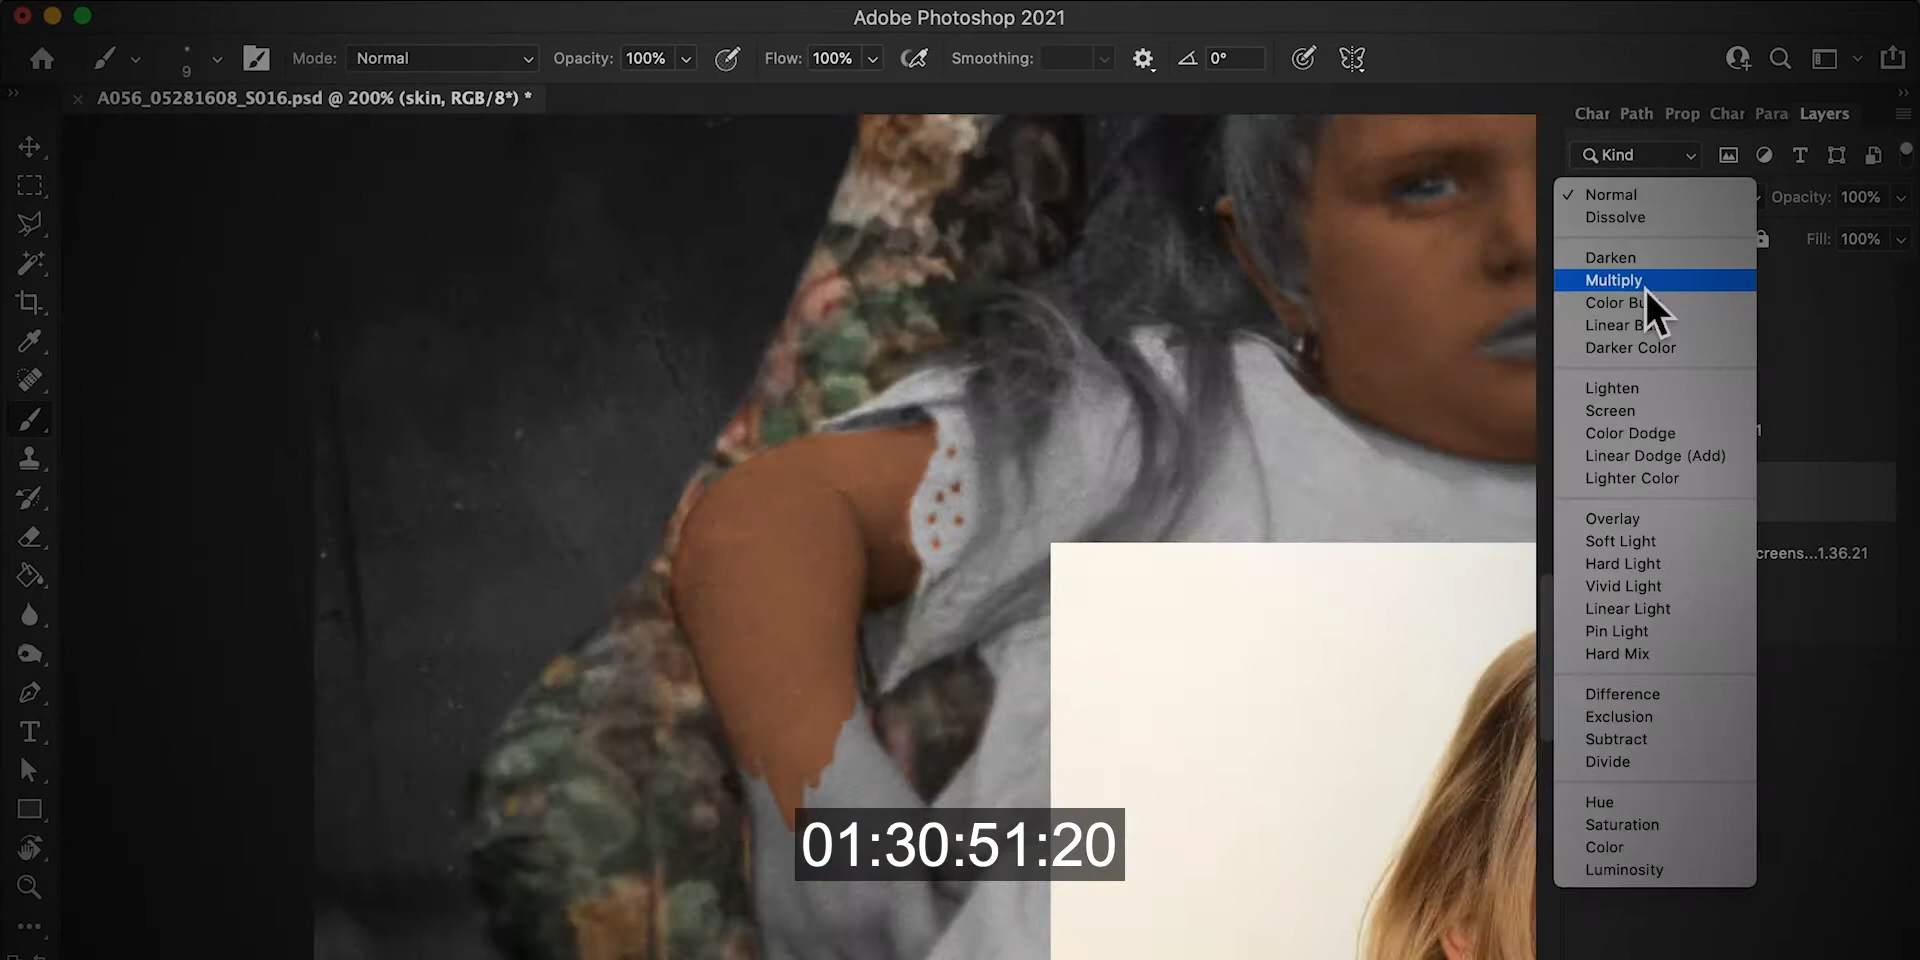 Adobe Photoshop 2021
9
Mode: Normal
Opacity: 100%
Flow: 100%
Smoothing:
0°
A056_05281608_S016.psd @ 200% (skin, RGB/8*) *
Char Path Prop Char Para Layers
Kind
Opacity: 100%
Fill: 100%
Normal
Dissolve
Darken
Multiply
Color Bu
Linear B
Darker Color
Lighten
Screen
Color Dodge
Linear Dodge (Add)
Lighter Color
Overlay
Soft Light
Hard Light
Vivid Light
Linear Light
Pin Light
Hard Mix
Difference
Exclusion
Subtract
Divide
Hue
Saturation
Color
Luminosity
1
creens...1.36.21
01:30:51:20